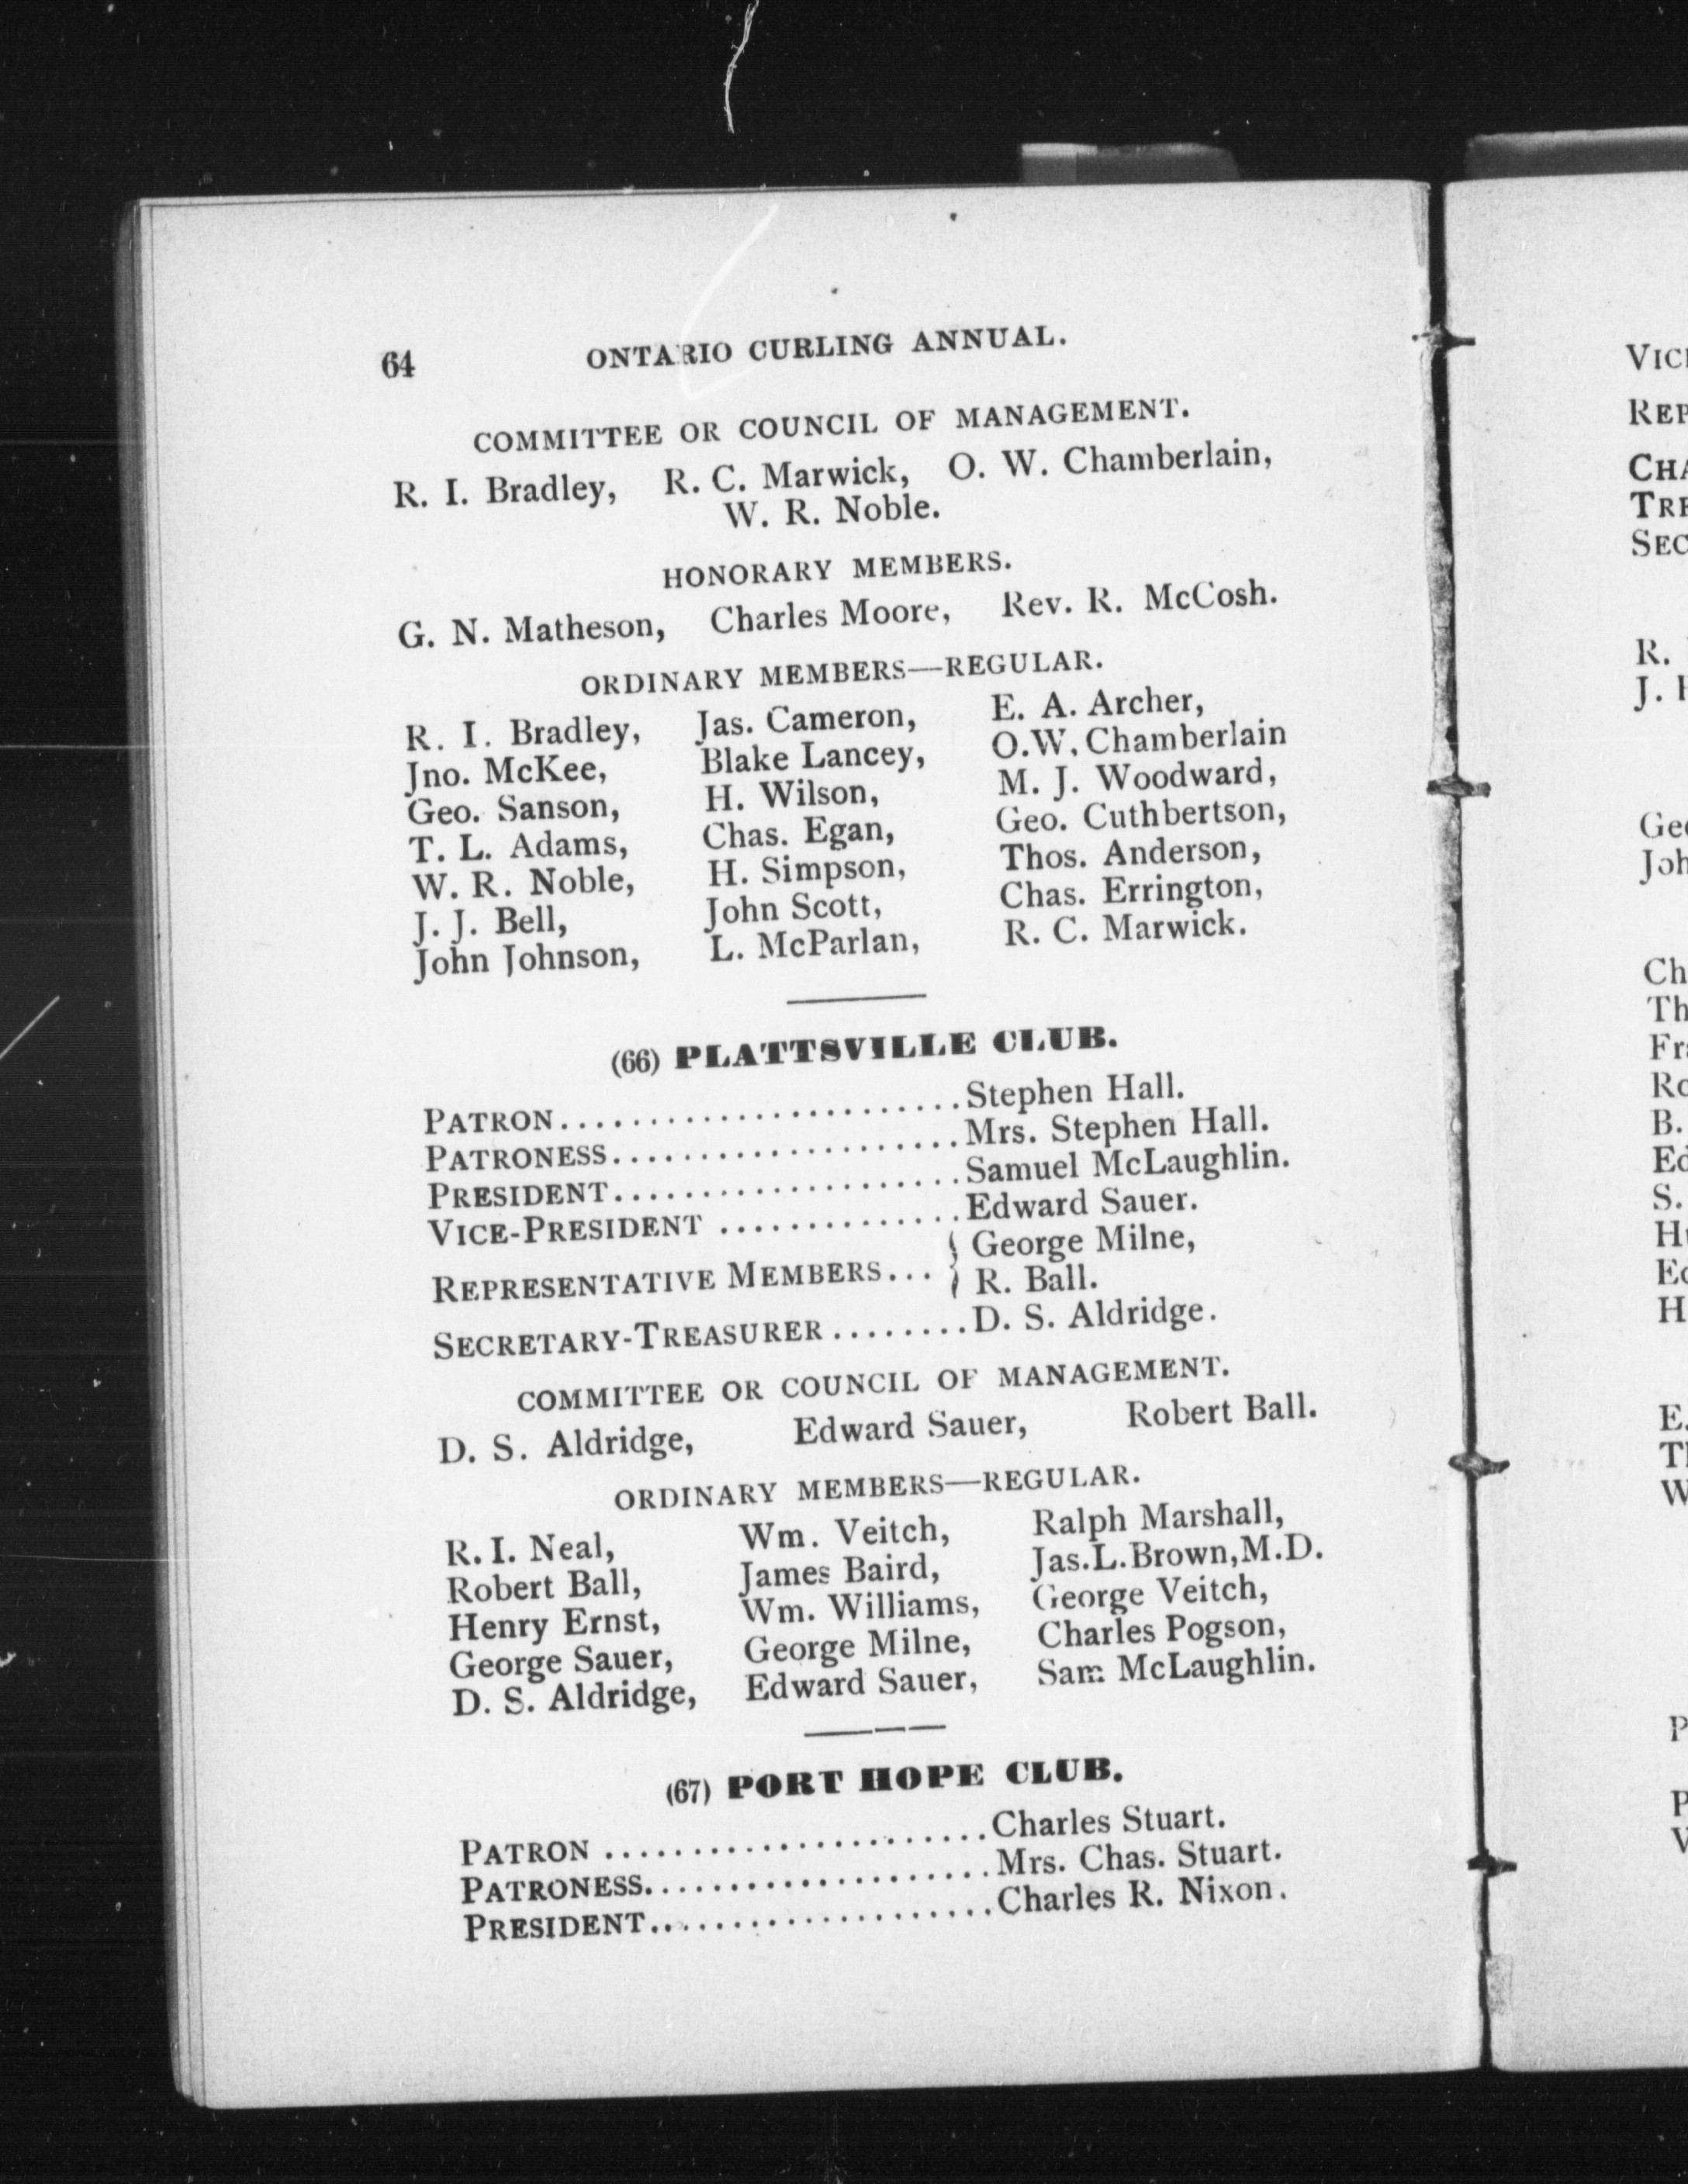 64 ONTARIO CURLING ANNUAL.
COMMITTEE OR COUNCIL OF MANAGEMENT.
R. I. Bradley, R. C. Marwick, O. W. Chamberlain,
W. R. Noble.
HONORARY MEMBERS.
G. N. Matheson, Charles Moore, Rev. R. McCosh.
ORDINARY MEMBERS—REGULAR.
R. I. Bradley, Jas. Cameron, E. A. Archer,
Jno. McKee, Blake Lancey, O.W. Chamberlain
Geo. Sanson, H. Wilson, M. J. Woodward,
T. L. Adams, Chas. Egan, Geo. Cuthbertson,
W. R. Noble, H. Simpson, Thos. Anderson,
J. J. Bell, John Scott, Chas. Errington,
John Johnson, L. McParlan, R. C. Marwick.
(66) PLATTSVILLE CLUB.
PATRON.......................Stephen Hall.
PATRONESS....................Mrs. Stephen Hall.
PRESIDENT....................Samuel McLaughlin.
VICE-PRESIDENT ..............Edward Sauer.
REPRESENTATIVE MEMBERS... { George Milne,
R. Ball.
SECRETARY-TREASURER ........D. S. Aldridge.
COMMITTEE OR COUNCIL OF MANAGEMENT.
D. S. Aldridge, Edward Sauer, Robert Ball.
ORDINARY MEMBERS—REGULAR.
R. I. Neal, Wm. Veitch, Ralph Marshall,
Robert Ball, James Baird, Jas.L.Brown,M.D.
Henry Ernst, Wm. Williams, George Veitch,
George Sauer, George Milne, Charles Pogson,
D. S. Aldridge, Edward Sauer, Sam McLaughlin.
(67) PORT HOPE CLUB.
PATRON ......................Charles Stuart.
PATRONESS....................Mrs. Chas. Stuart.
PRESIDENT....................Charles R. Nixon.